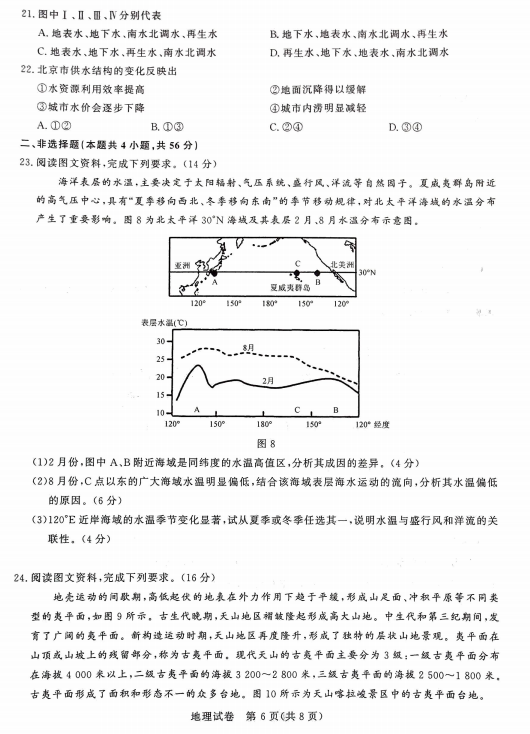 21.图中Ⅰ、Ⅱ、Ⅲ、Ⅳ分别代表
A.地表水、地下水、南水北调水、再生水 B.地下水、地表水、南水北调水、再生水
C.地表水、地下水、再生水、南水北调水 D.再生水、地下水、地表水、南水北调水
22.北京市供水结构的变化反映出
①水资源利用效率提高 ②地面沉降得以缓解
③城市水价会逐步下降 ④城市内涝明显减轻
A.①② B.①③ C.②④ D.③④
二、非选择题(本题共4小题,共56分)
23.阅读图文资料,完成下列要求。(14分)
海洋表层的水温,主要决定于太阳辐射、气压系统、盛行风、洋流等自然因子。夏威夷群岛附近
的高气压中心,具有“夏季移向西北、冬季移向东南”的季节移动规律,对北太平洋海域的水温分布
产生了重要影响。图8为北太平洋30°N海域及其表层2月、8月水温分布示意图。
亚洲 北美洲
A C B 30°N
夏威夷群岛
120° 150° 180° 150° 120°
表层水温(℃)
30
25
20
15
10
8月
2月
A C B
120° 150° 180° 150° 120° 经度
图8
(1)2月份,图中A、B附近海域是同纬度的水温高值区,分析其成因的差异。(4分)
(2)8月份,C点以东的广大海域水温明显偏低,结合该海域表层海水运动的流向,分析其水温偏低
的原因。(6分)
(3)120°E近岸海域的水温季节变化显著,试从夏季或冬季任选其一,说明水温与盛行风和洋流的关
联性。(4分)
24.阅读图文资料,完成下列要求。(16分)
地壳运动的间歇期,高低起伏的地表在外力作用下趋于平缓,形成山足面、冲积平原等不同类
型的夷平面,如图9所示。古生代晚期,天山地区褶皱隆起形成高大山地。中生代和第三纪期间,发
育了广阔的夷平面。新构造运动时期,天山地区再度隆升,形成了独特的层状山地景观。夷平面在
山顶或山坡上的残留部分,称为古夷平面。现代天山的古夷平面主要分为3级:一级古夷平面分布
在海拔4 000米以上,二级古夷平面的海拔3 200~2 800米,三级古夷平面的海拔2 500~1 800米。
古夷平面形成了面积和形态不一的众多台地。图10所示为天山喀拉峻景区中的古夷平面台地。
地理试卷 第6页(共8页)